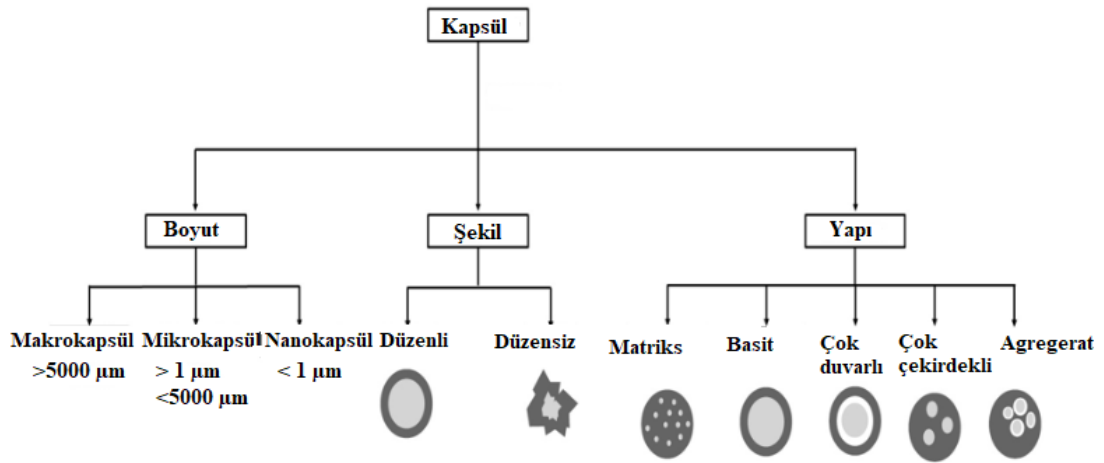 Kapsül
Boyut
Şekil
Yapı
Makrokapsül
>5000 µm
Mikrokapsül
> 1 µm
<5000 µm
Nanokapsül
< 1 µm
Düzenli
Düzensiz
Matriks
Basit
Çok
duvarlı
Çok
çekirdekli
Agregerat